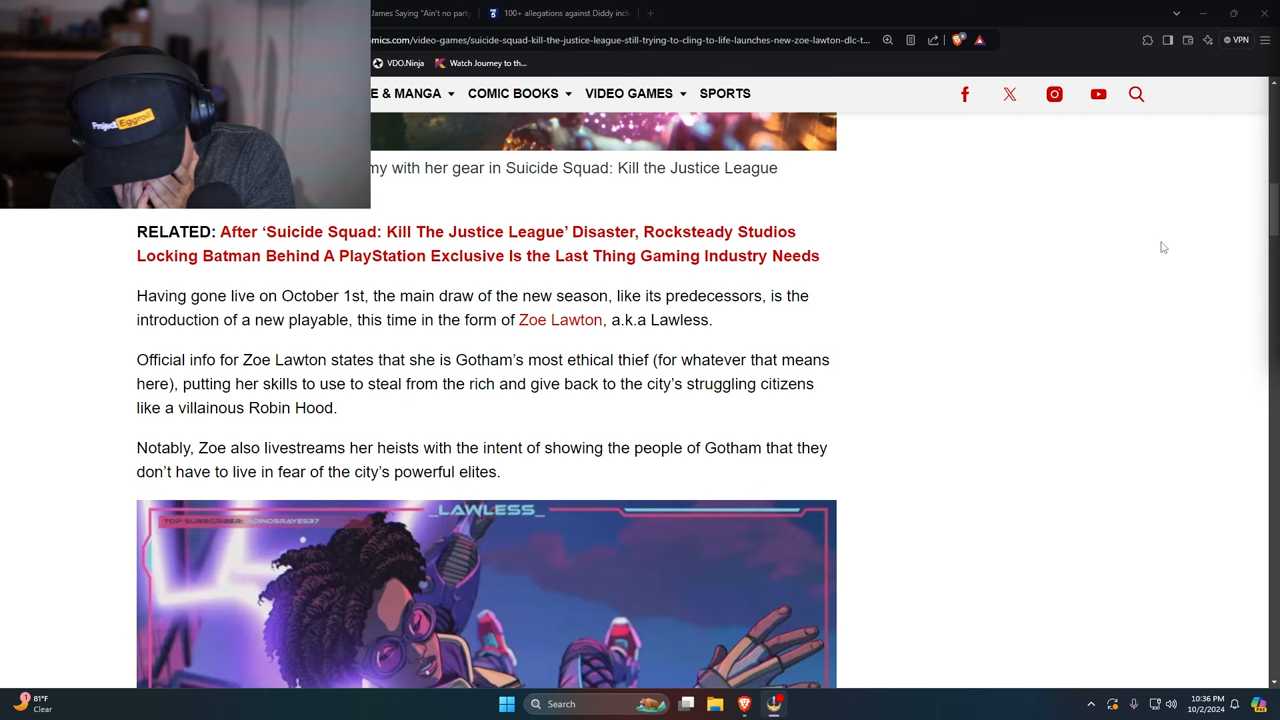 James Saying "Ain't no part
100+ allegations against Diddy incl
mics.com/video-games/suicide-squad-kill-the-justice-league-still-trying-to-cling-to-life-launches-new-zoe-lawton-dlc-t...
VPN
VDO.Ninja
Watch Journey to th...
E & MANGA
COMIC BOOKS
VIDEO GAMES
SPORTS
Project Eggroll
my with her gear in Suicide Squad: Kill the Justice League
RELATED: After ‘Suicide Squad: Kill The Justice League’ Disaster, Rocksteady Studios
Locking Batman Behind A PlayStation Exclusive Is the Last Thing Gaming Industry Needs
Having gone live on October 1st, the main draw of the new season, like its predecessors, is the
introduction of a new playable, this time in the form of Zoe Lawton, a.k.a Lawless.
Official info for Zoe Lawton states that she is Gotham’s most ethical thief (for whatever that means
here), putting her skills to use to steal from the rich and give back to the city’s struggling citizens
like a villainous Robin Hood.
Notably, Zoe also livestreams her heists with the intent of showing the people of Gotham that they
don’t have to live in fear of the city’s powerful elites.
_LAWLESS_
TOP SUBSCRIBER:
81°F
Clear
Search
10:36 PM
10/2/2024